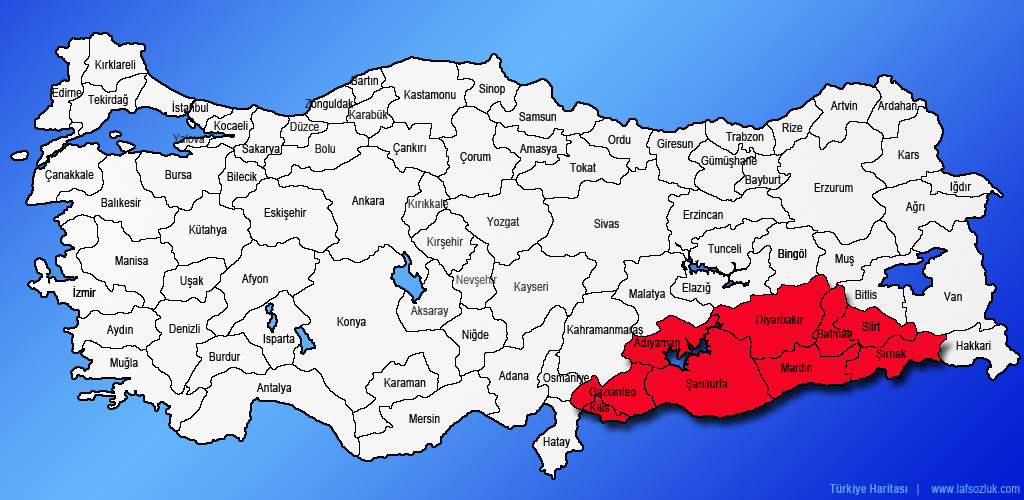 Kırklareli
Edirne
Tekirdağ
İstanbul
Kocaeli
Yalova
Sakarya
Düzce
Bolu
Zonguldak
Bartın
Karabük
Kastamonu
Sinop
Samsun
Çankırı
Çorum
Amasya
Tokat
Ordu
Giresun
Trabzon
Gümüşhane
Bayburt
Rize
Artvin
Ardahan
Kars
Iğdır
Ağrı
Erzurum
Erzincan
Çanakkale
Balıkesir
Bursa
Bilecik
Eskişehir
Kütahya
Ankara
Kırıkkale
Kırşehir
Yozgat
Sivas
Tunceli
Bingöl
Muş
Elazığ
Malatya
Bitlis
Van
Hakkari
Manisa
İzmir
Uşak
Afyon
Aydın
Denizli
Muğla
Burdur
Isparta
Antalya
Konya
Aksaray
Nevşehir
Kayseri
Niğde
Karaman
Mersin
Adana
Osmaniye
Kahramanmaraş
Hatay
Adıyaman
Gaziantep
Kilis
Şanlıurfa
Diyarbakır
Batman
Siirt
Mardin
Şırnak
Türkiye Haritası | www.lafsozluk.com